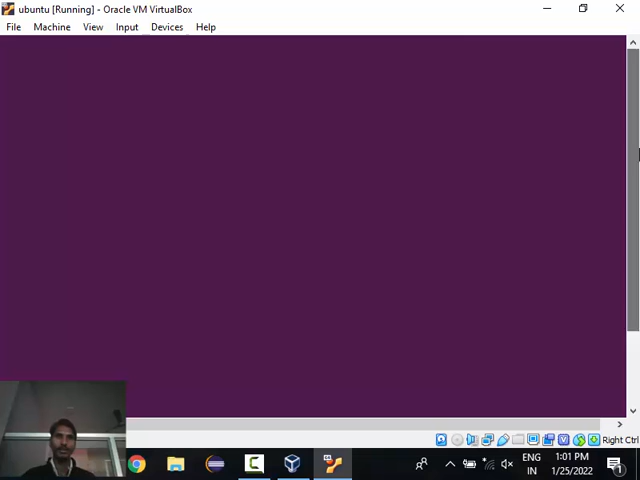 ubuntu [Running] - Oracle VM VirtualBox
File Machine View Input Devices Help
Right Ctrl
ENG 1:01 PM
IN 1/25/2022
1